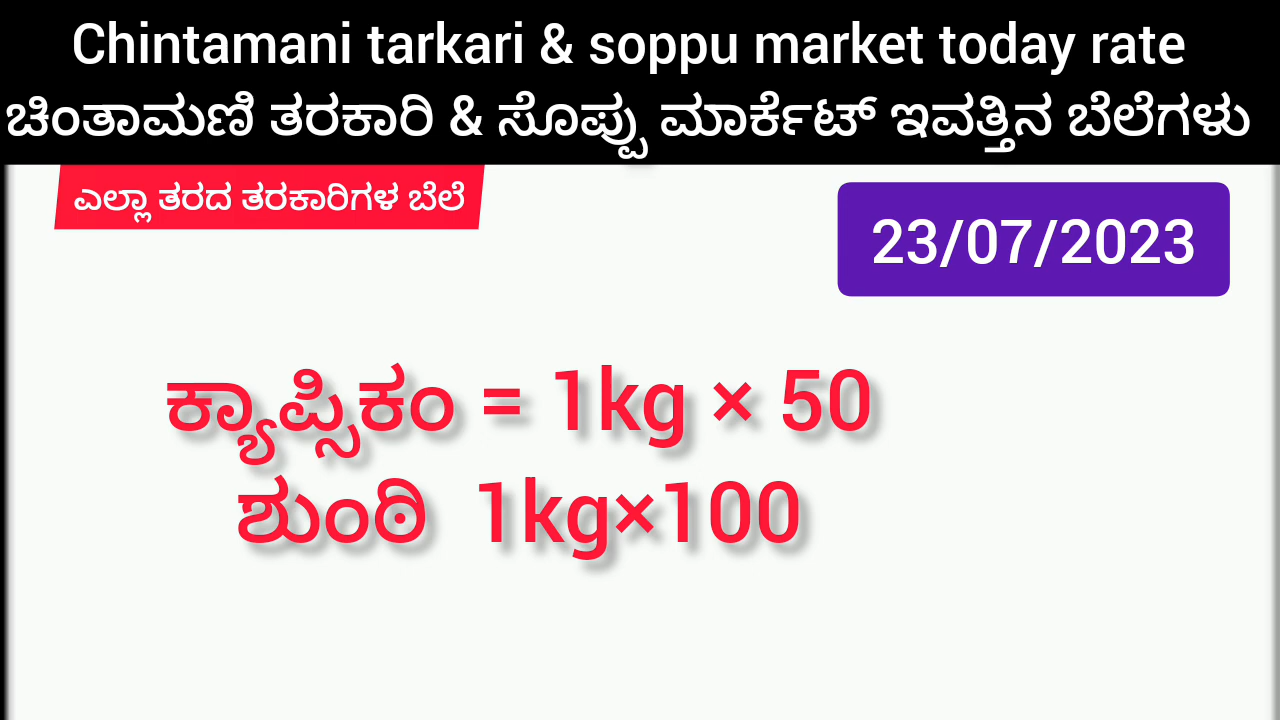 Chintamani tarkari & soppu market today rate
ಚಿಂತಾಮಣಿ ತರಕಾರಿ & ಸೊಪ್ಪು ಮಾರ್ಕೆಟ್ ಇವತ್ತಿನ ಬೆಲೆಗಳು
ಎಲ್ಲಾ ತರದ ತರಕಾರಿಗಳ ಬೆಲೆ
23/07/2023
ಕ್ಯಾಪ್ಸಿಕಂ = 1kg × 50
ಶುಂಠಿ 1kg×100